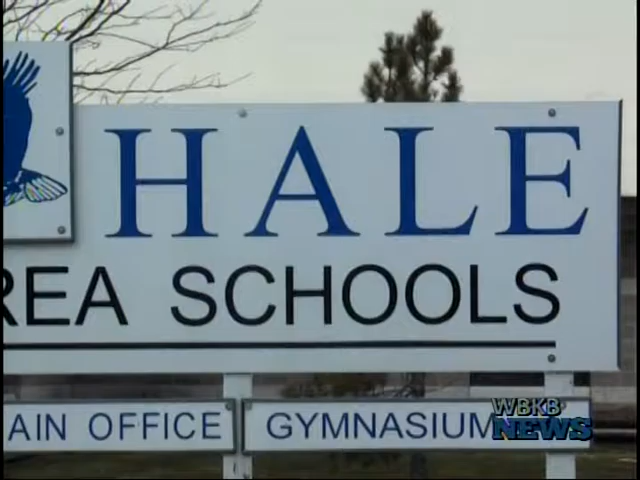 HALE
REA SCHOOLS
AIN OFFICE
GYMNASIUM
WBKB
NEWS